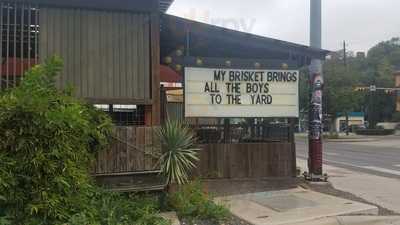 MY BRISKET BRINGS
ALL THE BOYS
TO THE YARD